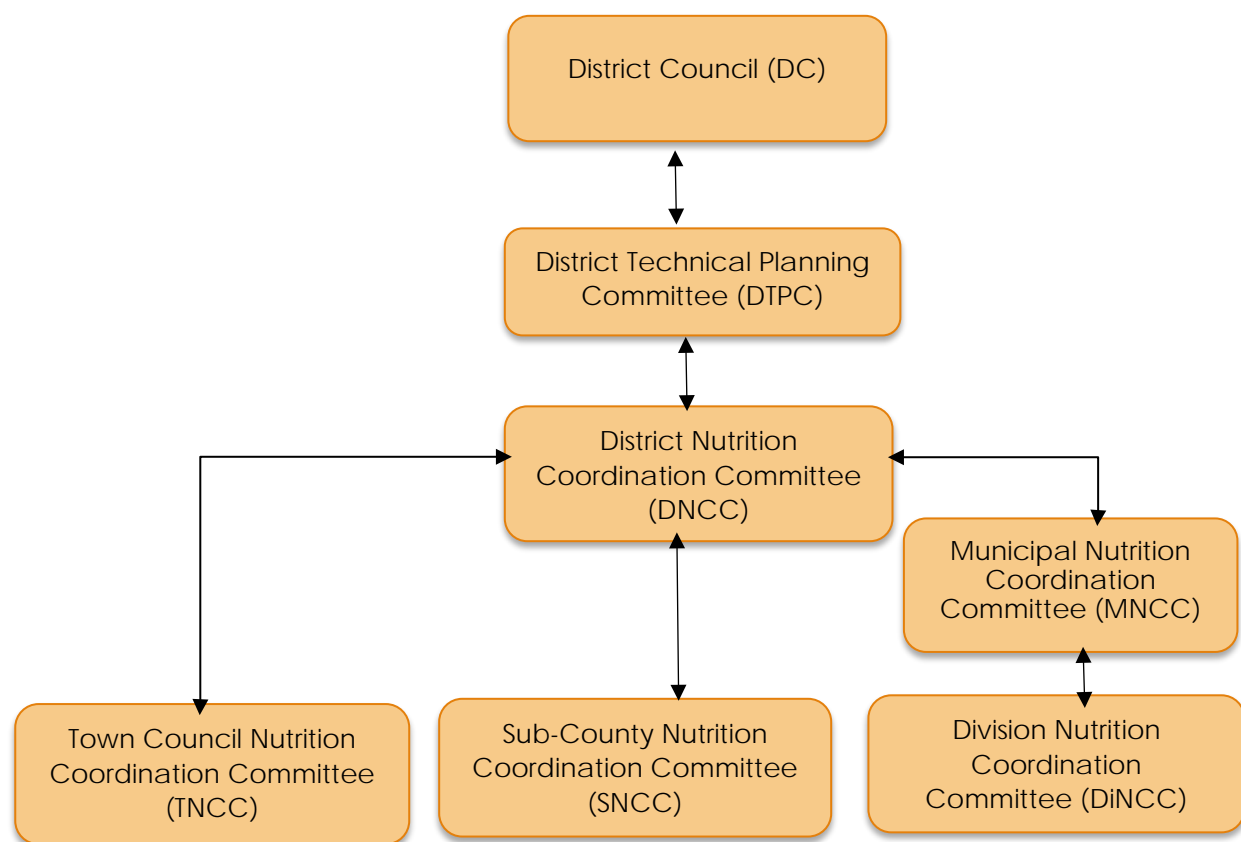 District Council (DC)
District Technical Planning
Committee (DTPC)
District Nutrition
Coordination Committee
(DNCC)
Municipal Nutrition
Coordination
Committee (MNCC)
Town Council Nutrition
Coordination Committee
(TNCC)
Sub-County Nutrition
Coordination Committee
(SNCC)
Division Nutrition
Coordination
Committee (DiNCC)